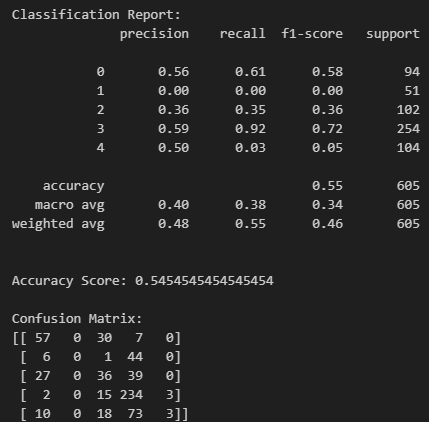 Classification Report:
precision recall f1-score support
0 0.56 0.61 0.58 94
1 0.00 0.00 0.00 51
2 0.36 0.35 0.36 102
3 0.59 0.92 0.72 254
4 0.50 0.03 0.05 104
accuracy 0.55 605
macro avg 0.40 0.38 0.34 605
weighted avg 0.48 0.55 0.46 605
Accuracy Score: 0.5454545454545454
Confusion Matrix:
[[ 57 0 30 7 0]
[ 6 0 1 44 0]
[ 27 0 36 39 0]
[ 2 0 15 234 3]
[ 10 0 18 73 3]]